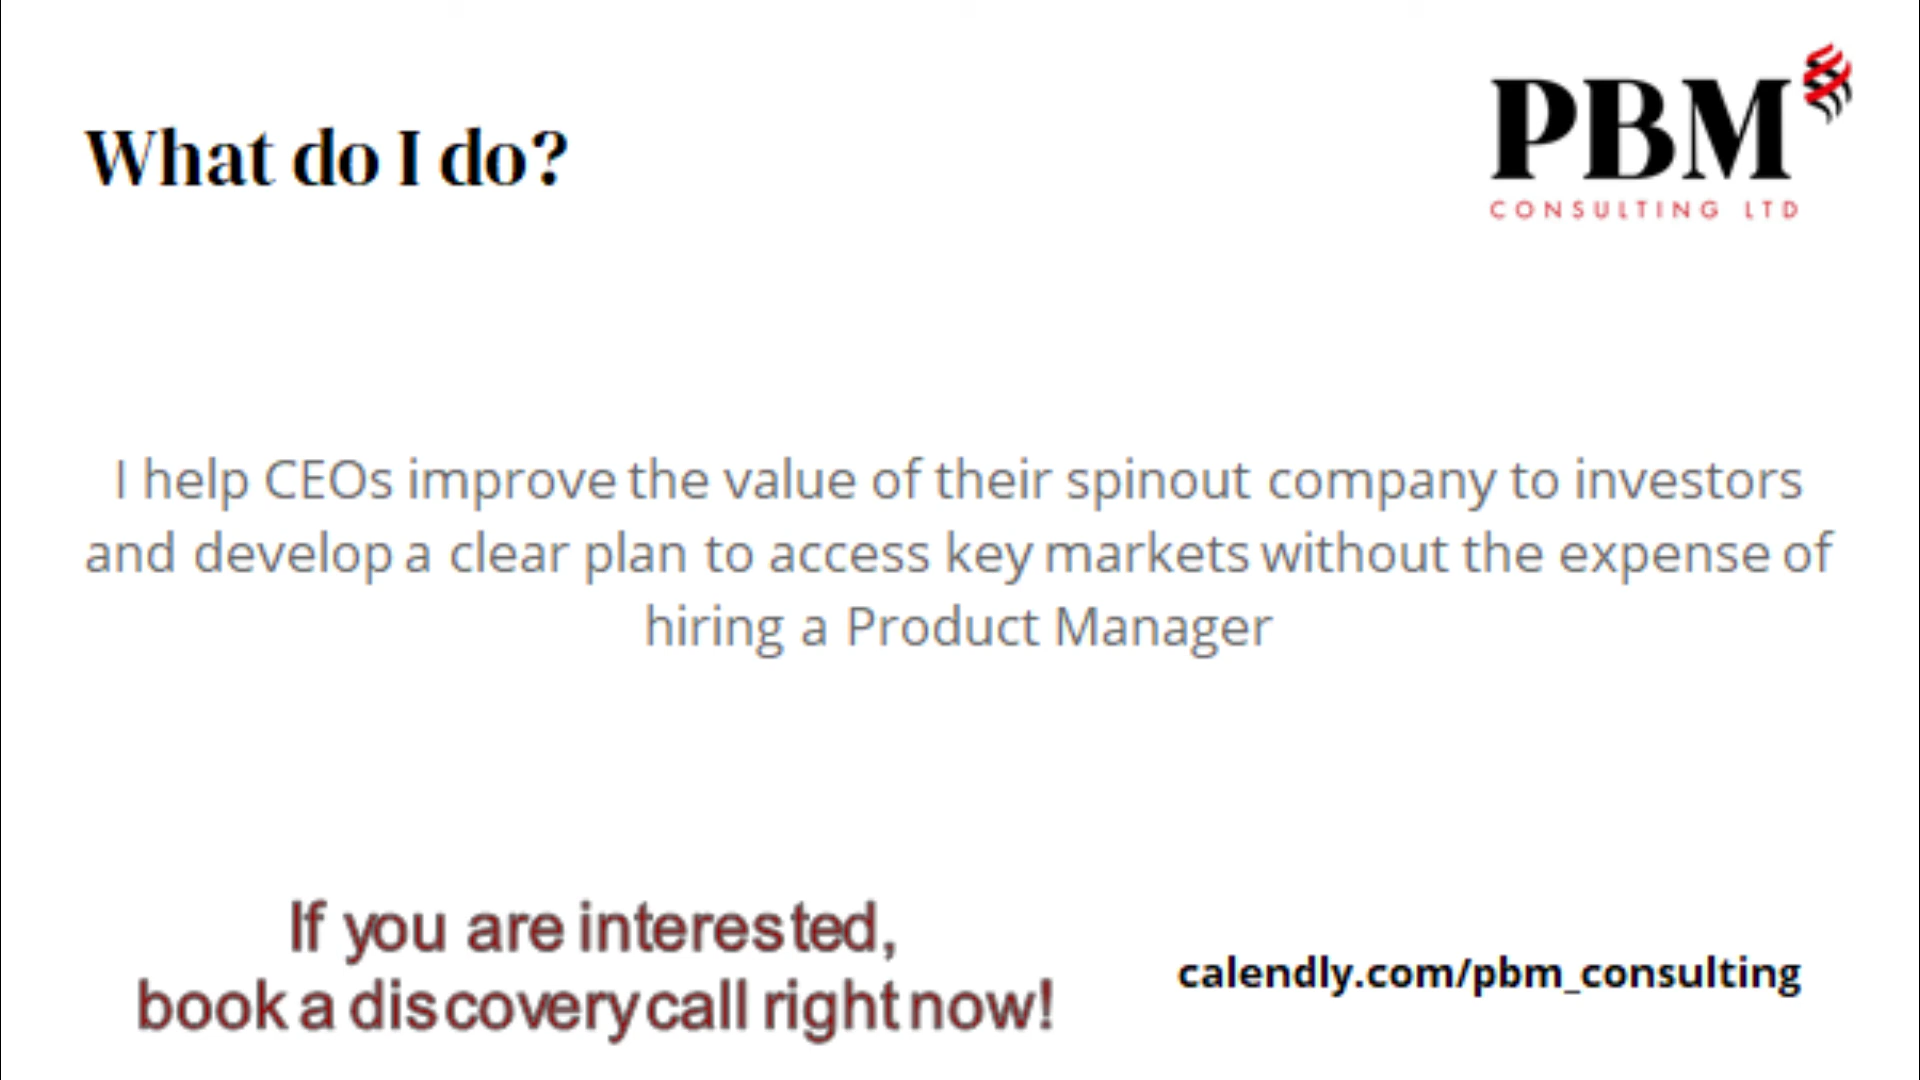 PBM
CONSULTING LTD
What do I do?
I help CEOs improve the value of their spinout company to investors
and develop a clear plan to access key markets without the expense of
hiring a Product Manager
If you are interested,
book a discovery call right now!
calendly.com/pbm_consulting